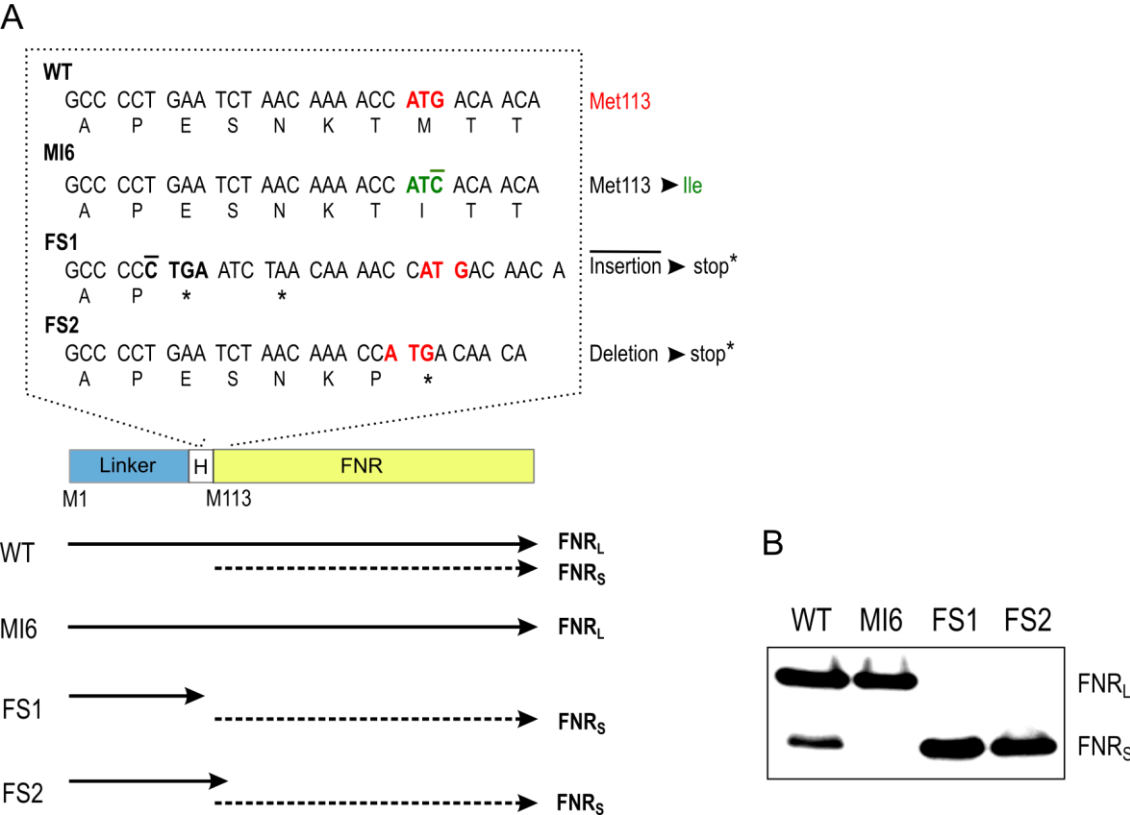 A
WT
GCC CCT GAA TCT AAC AAA ACC ATG ACA ACA Met113
A P E S N K T M T T
MI6
GCC CCT GAA TCT AAC AAA ACC ATC ACA ACA Met113 ➤ Ile
A P E S N K T I T T
FS1
GCC CCC TGA ATC TAA CAA AAC CAT GAC AAC A Insertion ➤ stop*
A P * *
FS2
GCC CCT GAA TCT AAC AAA CCA TGA CAA CA Deletion ➤ stop*
A P E S N K P *
Linker H FNR
M1 M113
WT FNRL
FNRS
MI6 FNRL
FS1 FNRS
FS2 FNRS
B
WT MI6 FS1 FS2
FNRL
FNRS